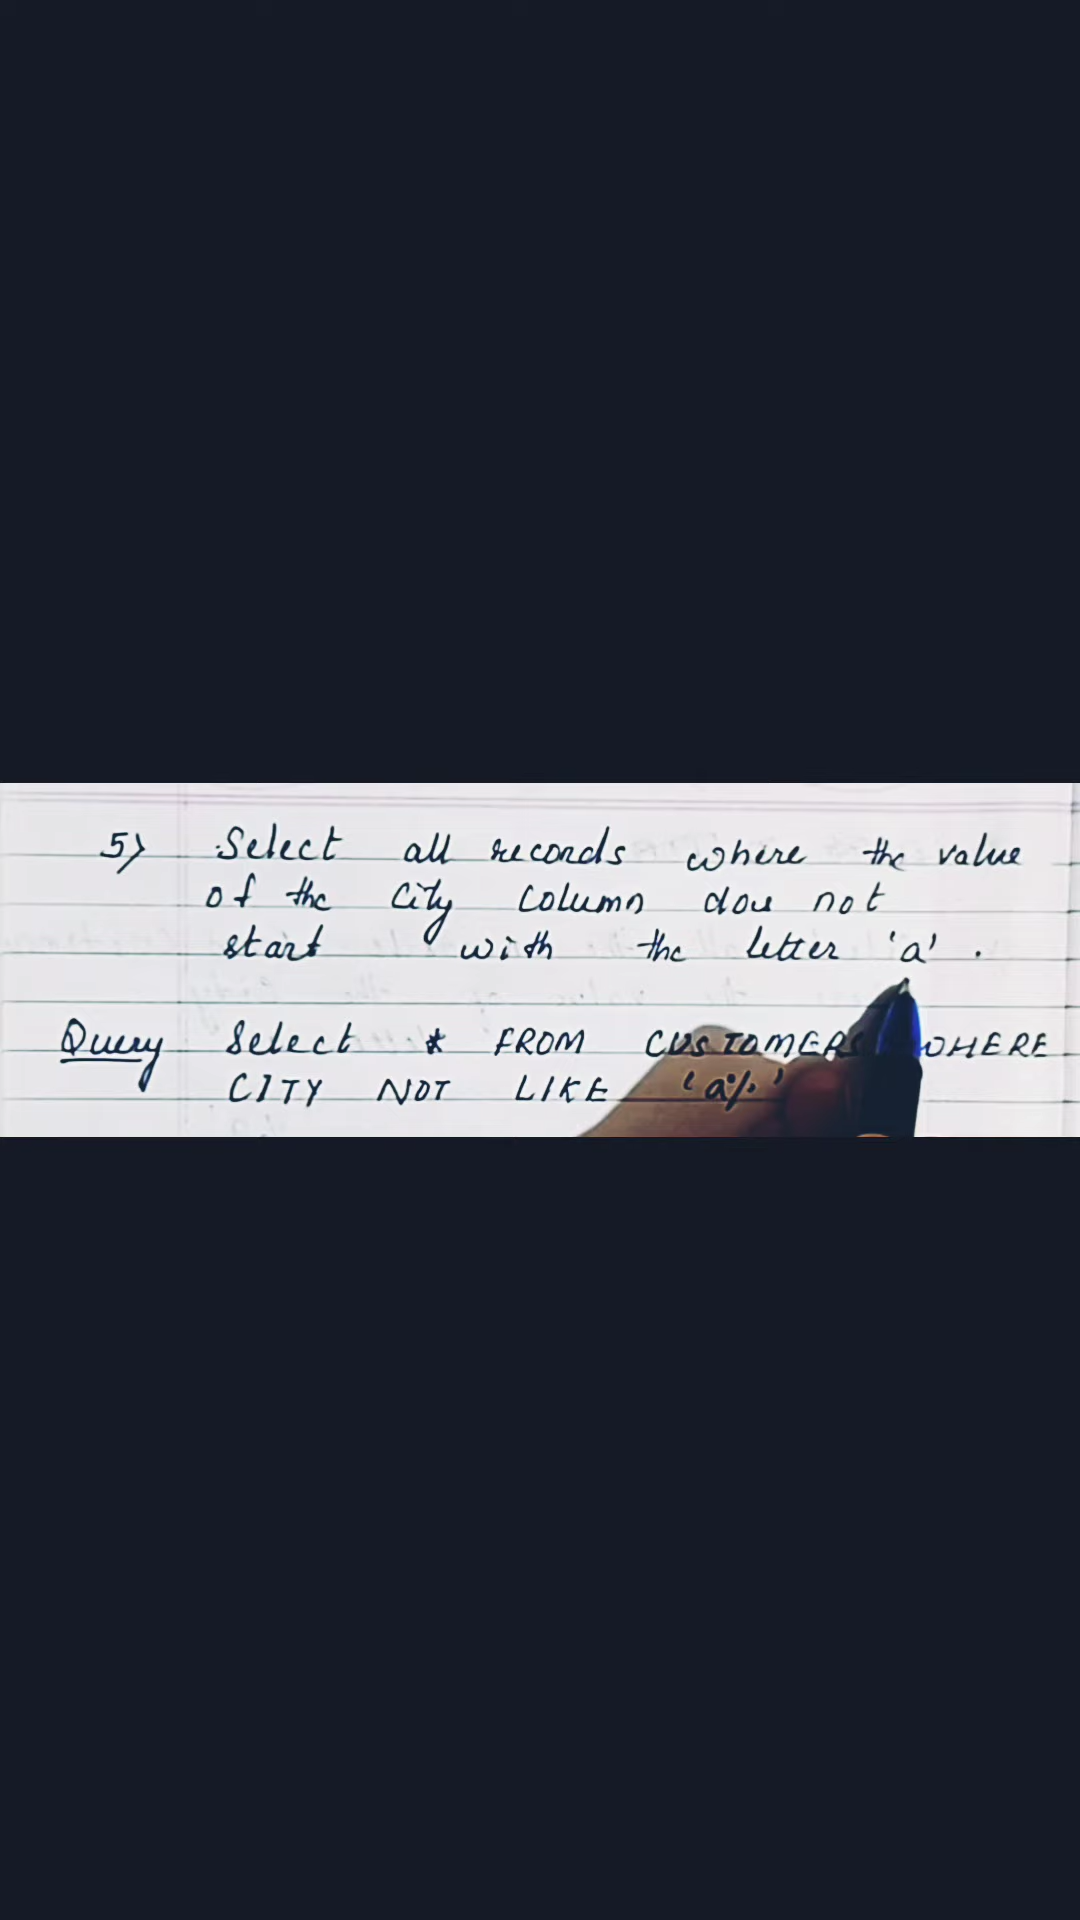 5) Select all records where the value
of the City Column does not
start with the letter 'a'.
Query Select * FROM CUSTOMERS WHERE
CITY NOT LIKE 'a%'